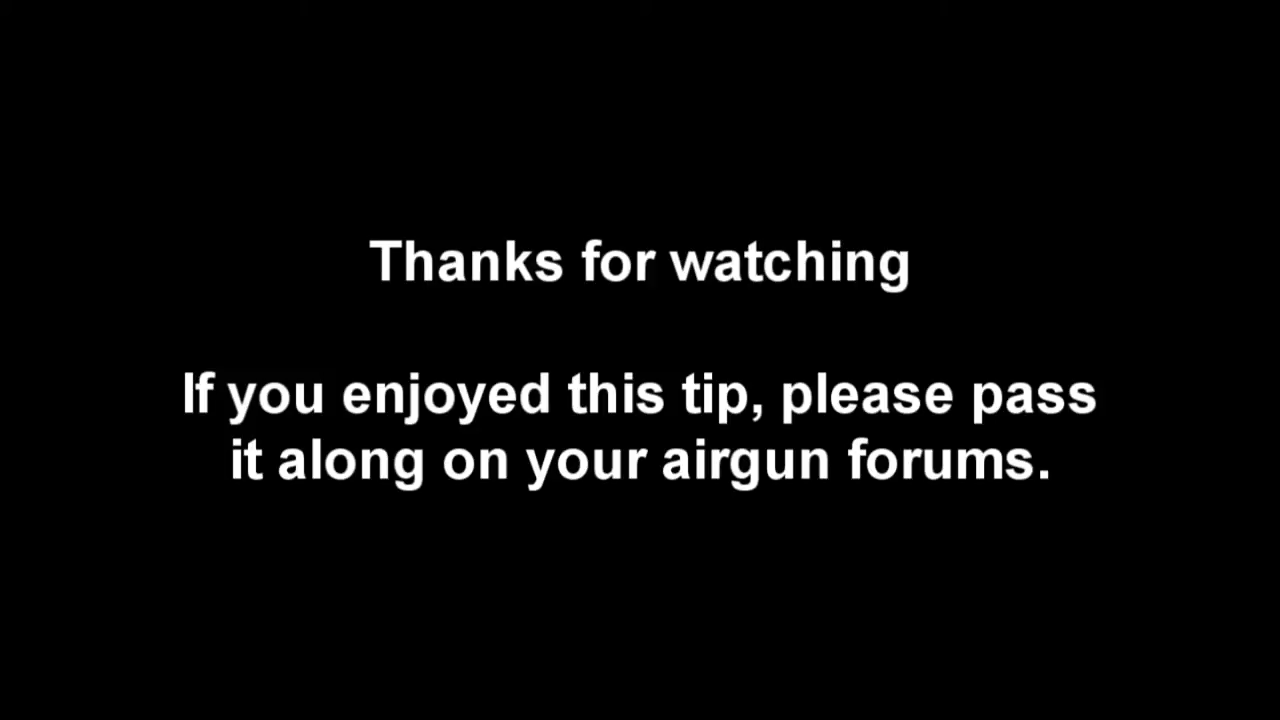 Thanks for watching
If you enjoyed this tip, please pass
it along on your airgun forums.